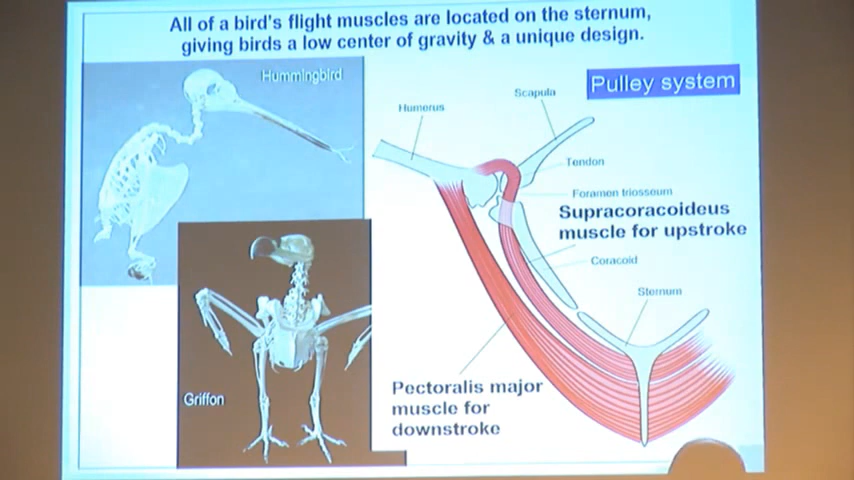 All of a bird's flight muscles are located on the sternum,
giving birds a low center of gravity & a unique design.
Hummingbird
Pulley system
Scapula
Humerus
Tendon
Foramen triosseum
Supracoracoideus
muscle for upstroke
Coracoid
Sternum
Pectoralis major
muscle for
downstroke
Griffon